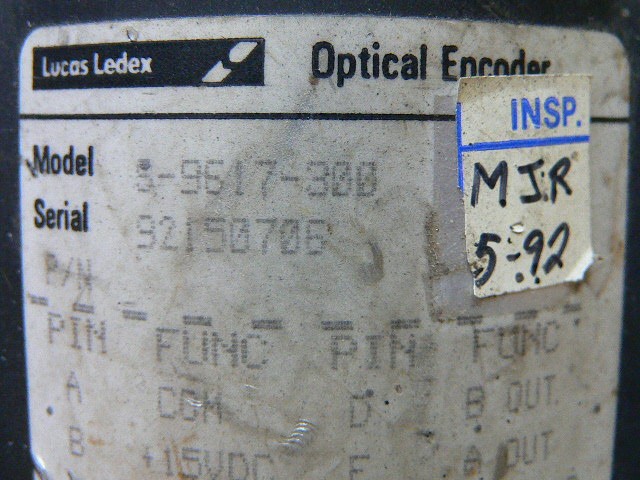 Lucas Ledex
Optical Encoder
INSP.
MJR
5-92
Model S-9617-300
Serial 92150706
P/N
PIN FUNC PIN FUNC
A COM D B OUT
B +15VDC E A OUT